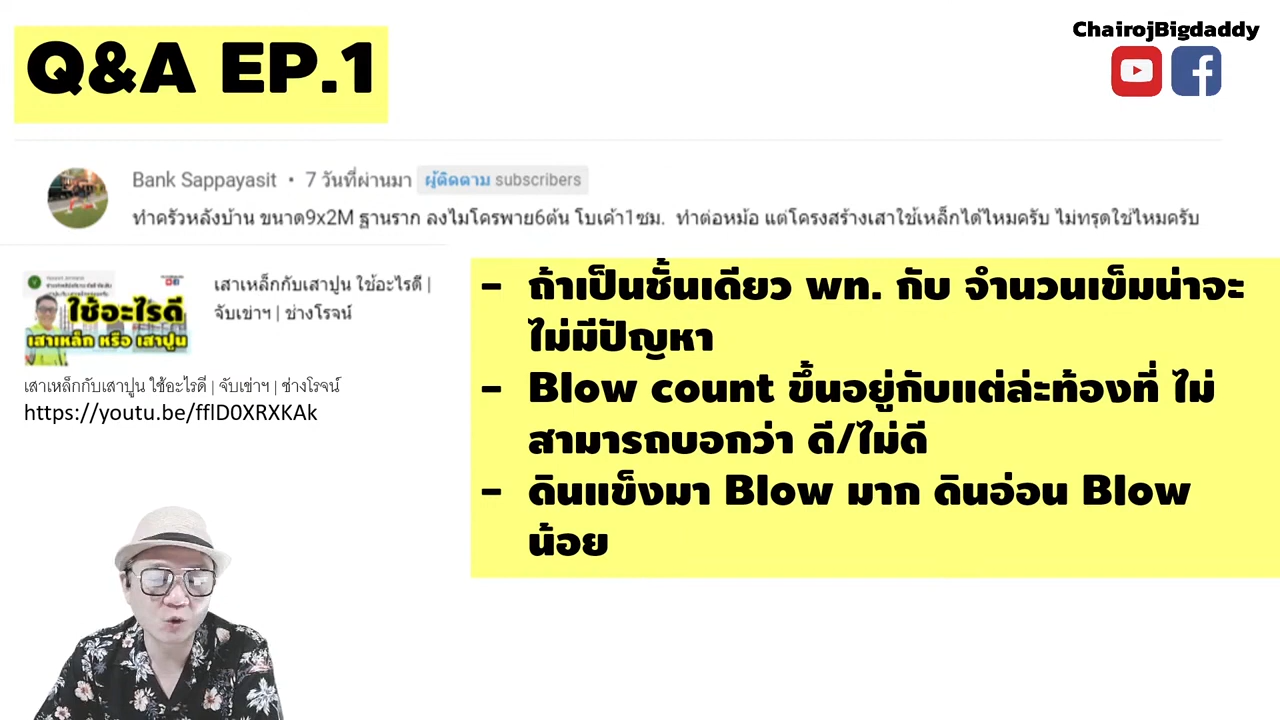 Q&A EP.1
ChairojBigdaddy
Bank Sappayasit • 7 วันที่ผ่านมา ผู้ติดตาม subscribers
ทำครัวหลังบ้าน ขนาด9x2M ฐานราก ลงไมโครพาย6ต้น โบเค้า1ซม. ทำต่อหม้อ แต่โครงสร้างเสาใช้เหล็กได้ไหมครับ ไม่ทรุดใช่ไหมครับ
ใช้อะไรดี
เสาเหล็ก หรือ เสาปูน
เสาเหล็กกับเสาปูน ใช้อะไรดี |
จับเข่าฯ | ช่างโรจน์
เสาเหล็กกับเสาปูน ใช้อะไรดี | จับเข่าฯ | ช่างโรจน์
https://youtu.be/fflD0XRXKAk
- ถ้าเป็นชั้นเดียว พท. กับ จำนวนเข็มน่าจะ
ไม่มีปัญหา
- Blow count ขึ้นอยู่กับแต่ล่ะท้องที่ ไม่
สามารถบอกว่า ดี/ไม่ดี
- ดินแข็งมา Blow มาก ดินอ่อน Blow
น้อย